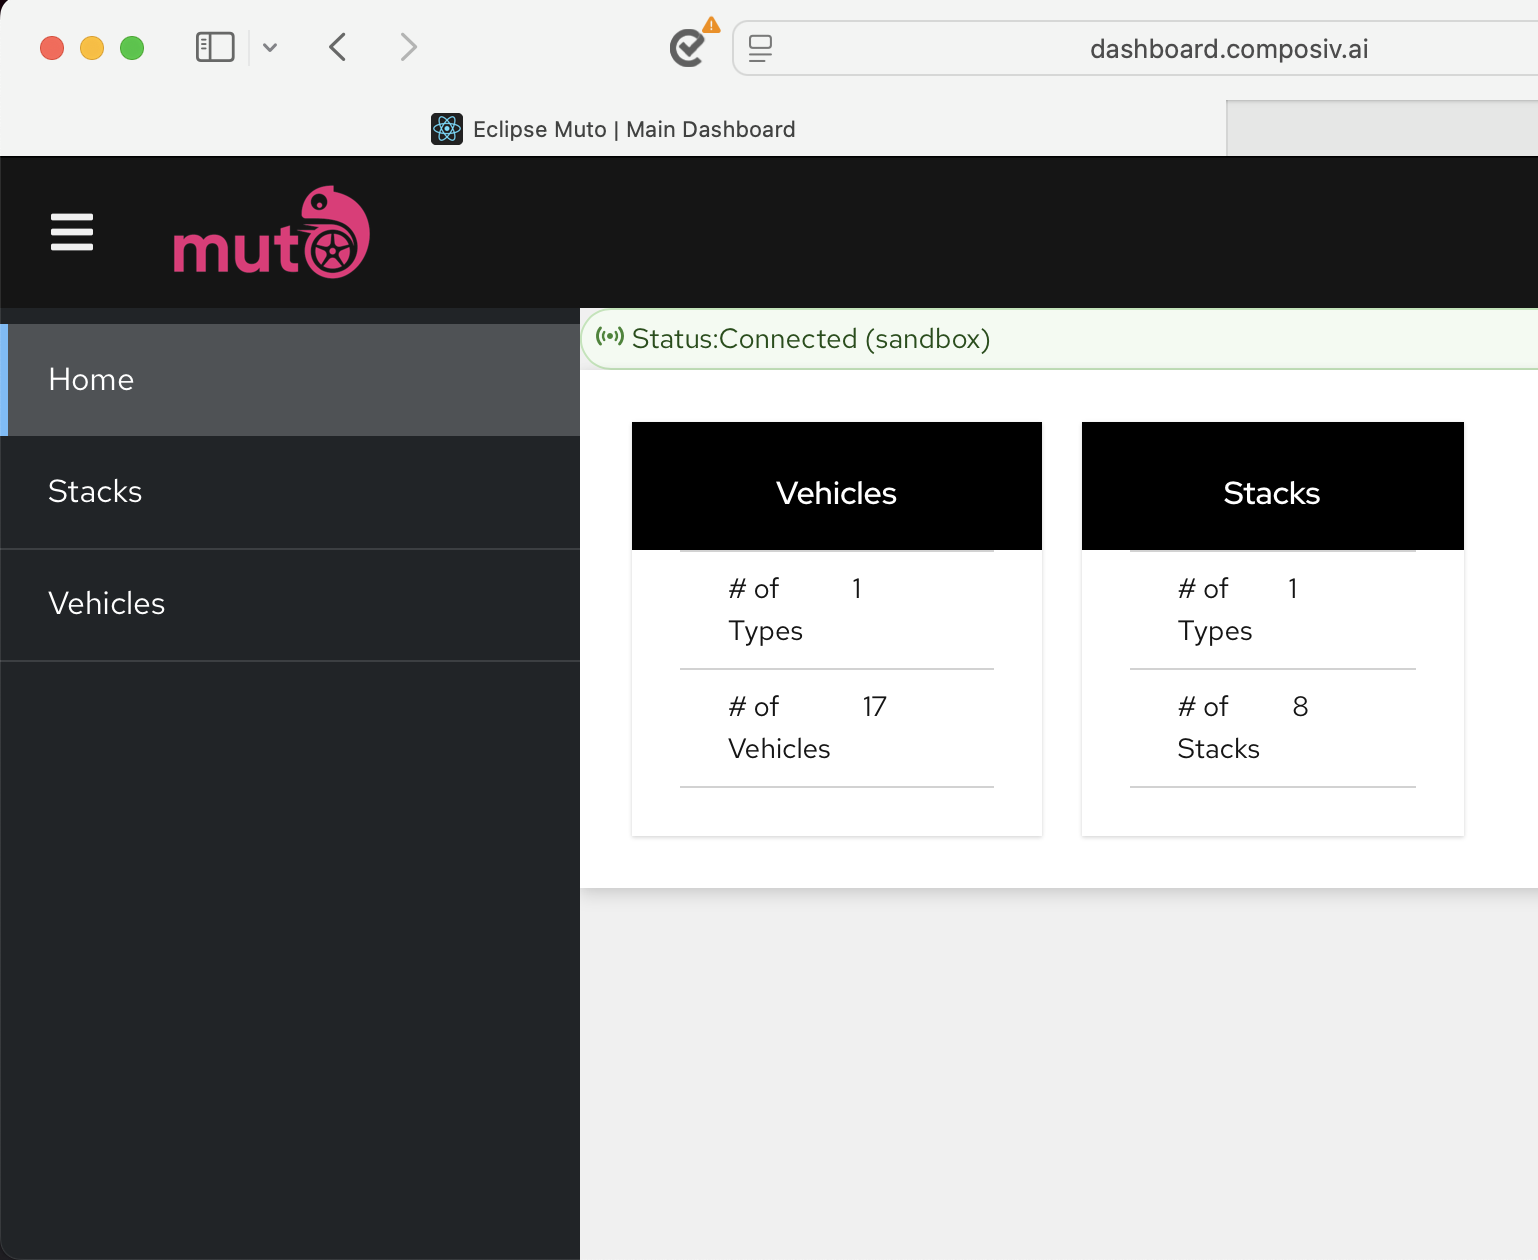 dashboard.composiv.ai
Eclipse Muto | Main Dashboard
muto
Home
Stacks
Vehicles
Status:Connected (sandbox)
Vehicles
# of Types 1
# of Vehicles 17
Stacks
# of Types 1
# of Stacks 8